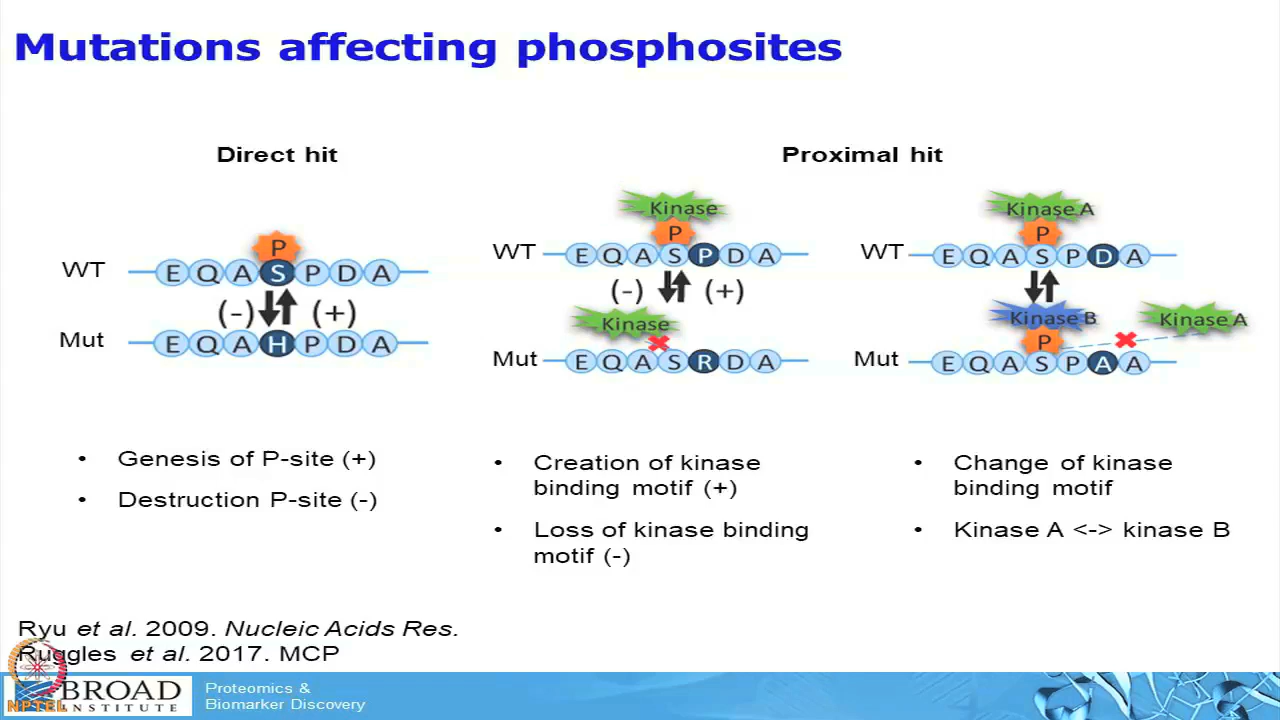 Mutations affecting phosphosites
Direct hit
WT
P
E Q A S P D A
(-) (+)
Mut
E Q A H P D A
• Genesis of P-site (+)
• Destruction P-site (-)
Proximal hit
Kinase
P
WT
E Q A S P D A
(-) (+)
Kinase
Mut
E Q A S R D A
• Creation of kinase
binding motif (+)
• Loss of kinase binding
motif (-)
Kinase A
P
WT
E Q A S P D A
Kinase B
Kinase A
P
Mut
E Q A S P A A
• Change of kinase
binding motif
• Kinase A <-> kinase B
Ryu et al. 2009. Nucleic Acids Res.
Ruggles et al. 2017. MCP
BROAD
INSTITUTE
NPTEL
Proteomics &
Biomarker Discovery